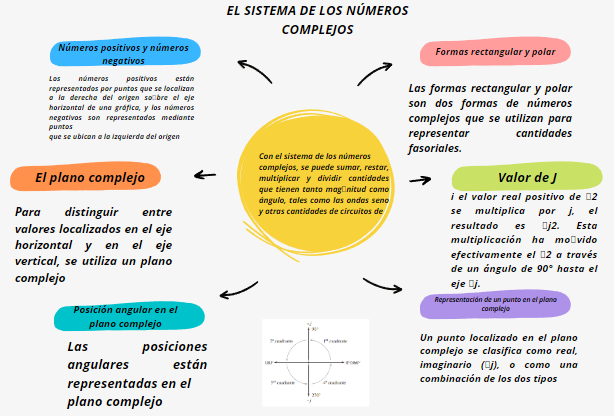 EL SISTEMA DE LOS NÚMEROS
COMPLEJOS
Números positivos y números
negativos
Los números positivos están
representados por puntos que se localizan
a la derecha del origen so□bre el eje
horizontal de una gráfica, y los números
negativos son representados mediante
puntos
que se ubican a la izquierda del origen
Formas rectangular y polar
Las formas rectangular y polar
son dos formas de números
complejos que se utilizan para
representar cantidades
fasoriales.
Con el sistema de los números
complejos, se puede sumar, restar,
multiplicar y dividir cantidades
que tienen tanto mag□nitud como
ángulo, tales como las ondas seno
y otras cantidades de circuitos de
El plano complejo
Para distinguir entre
valores localizados en el eje
horizontal y en el eje
vertical, se utiliza un plano
complejo
Valor de J
i el valor real positivo de □2
se multiplica por j, el
resultado es □j2. Esta
multiplicación ha mo□vido
efectivamente el □2 a través
de un ángulo de 90° hasta el
eje □j.
Posición angular en el
plano complejo
Las posiciones
angulares están
representadas en el
plano complejo
Representación de un punto en el plano
complejo
Un punto localizado en el plano
complejo se clasifica como real,
imaginario (□j), o como una
combinación de los dos tipos
90°
2º cuadrante
1er cuadrante
180°
0°/360°
3er cuadrante
4º cuadrante
270°